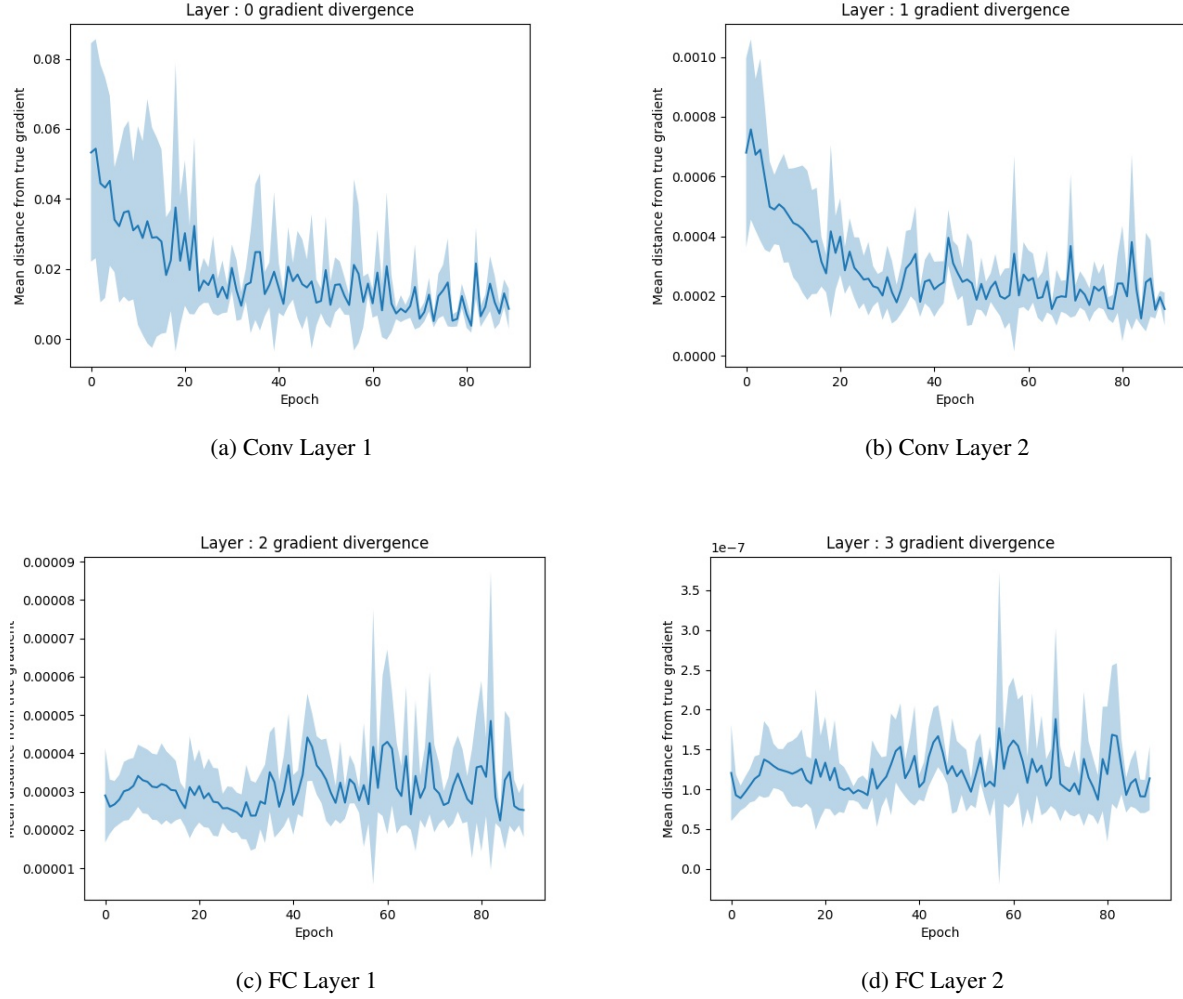 Layer : 0 gradient divergence
Mean distance from true gradient
0.08
0.06
0.04
0.02
0.00
0 20 40 60 80
Epoch
(a) Conv Layer 1
Layer : 1 gradient divergence
Mean distance from true gradient
0.0010
0.0008
0.0006
0.0004
0.0002
0.0000
0 20 40 60 80
Epoch
(b) Conv Layer 2
Layer : 2 gradient divergence
Mean distance from true gradient
0.00009
0.00008
0.00007
0.00006
0.00005
0.00004
0.00003
0.00002
0.00001
0 20 40 60 80
Epoch
(c) FC Layer 1
1e-7
Layer : 3 gradient divergence
Mean distance from true gradient
3.5
3.0
2.5
2.0
1.5
1.0
0.5
0.0
0 20 40 60 80
Epoch
(d) FC Layer 2